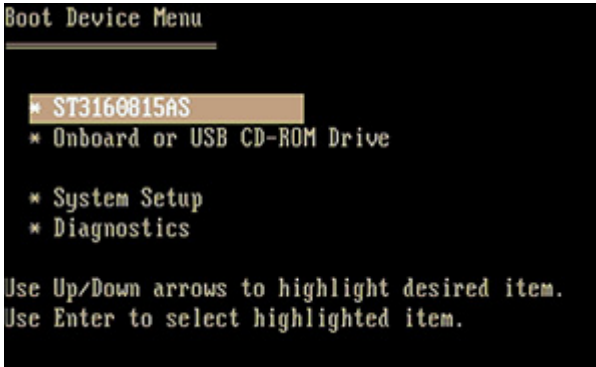 Boot Device Menu
* ST3160815AS
* Onboard or USB CD-ROM Drive
* System Setup
* Diagnostics
Use Up/Down arrows to highlight desired item.
Use Enter to select highlighted item.